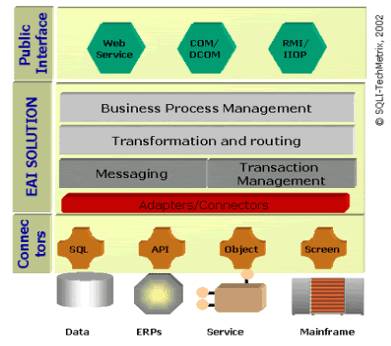 Public
Interface
Web
Service
COM/
DCOM
RMI/
IIOP
© SQLI-TechMetrix, 2002
EAI SOLUTION
Business Process Management
Transformation and routing
Messaging
Transaction
Management
Adapters/Connectors
Connec
tors
SQL
API
Object
Screen
Data
ERPs
Service
Mainframe